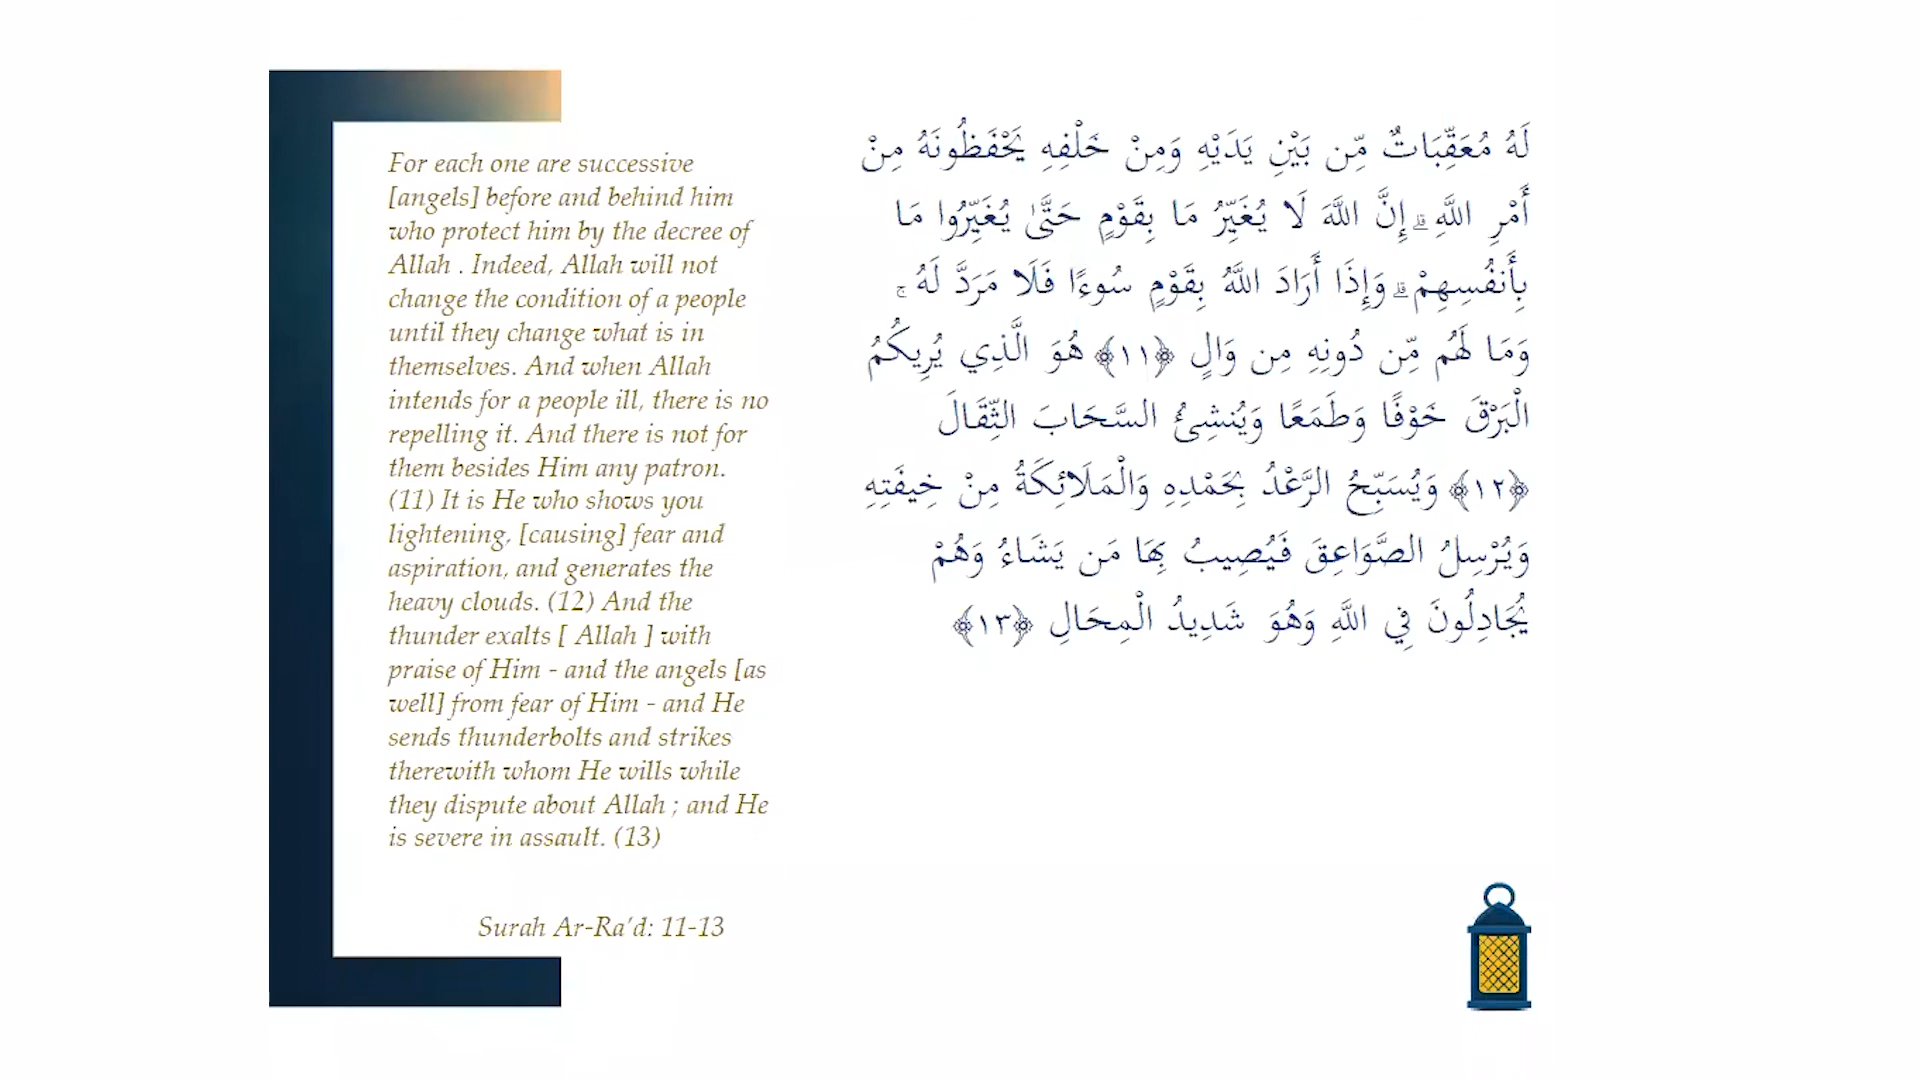 For each one are successive
[angels] before and behind him
who protect him by the decree of
Allah . Indeed, Allah will not
change the condition of a people
until they change what is in
themselves. And when Allah
intends for a people ill, there is no
repelling it. And there is not for
them besides Him any patron.
(11) It is He who shows you
lightening, [causing] fear and
aspiration, and generates the
heavy clouds. (12) And the
thunder exalts [ Allah ] with
praise of Him - and the angels [as
well] from fear of Him - and He
sends thunderbolts and strikes
therewith whom He wills while
they dispute about Allah ; and He
is severe in assault. (13)
Surah Ar-Ra'd: 11-13
لَهُ مُعَقِّبَاتٌ مِّن بَيْنِ يَدَيْهِ وَمِنْ خَلْفِهِ يَحْفَظُونَهُ مِنْ
أَمْرِ اللَّهِ ۗ إِنَّ اللَّهَ لَا يُغَيِّرُ مَا بِقَوْمٍ حَتَّىٰ يُغَيِّرُوا مَا
بِأَنفُسِهِمْ ۗ وَإِذَا أَرَادَ اللَّهُ بِقَوْمٍ سُوءًا فَلَا مَرَدَّ لَهُ ۚ
وَمَا لَهُم مِّن دُونِهِ مِن وَالٍ ﴿١١﴾ هُوَ الَّذِي يُرِيكُمُ
الْبَرْقَ خَوْفًا وَطَمَعًا وَيُنشِئُ السَّحَابَ الثِّقَالَ
﴿١٢﴾ وَيُسَبِّحُ الرَّعْدُ بِحَمْدِهِ وَالْمَلَائِكَةُ مِنْ خِيفَتِهِ
وَيُرْسِلُ الصَّوَاعِقَ فَيُصِيبُ بِهَا مَن يَشَاءُ وَهُمْ
يُجَادِلُونَ فِي اللَّهِ وَهُوَ شَدِيدُ الْمِحَالِ ﴿١٣﴾